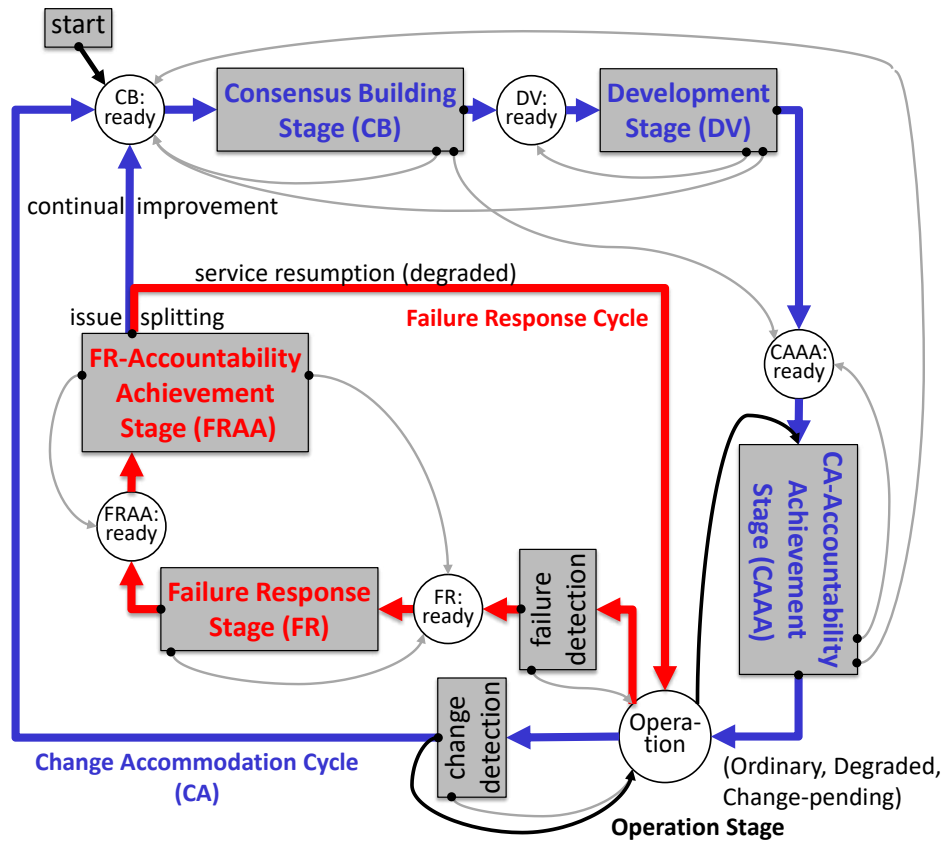 start
CB:
ready
Consensus Building
Stage (CB)
DV:
ready
Development
Stage (DV)
continual improvement
service resumption (degraded)
issue splitting
Failure Response Cycle
FR-Accountability
Achievement
Stage (FRAA)
CAAA:
ready
CA-Accountability
Achievement
Stage (CAAA)
FRAA:
ready
Failure Response
Stage (FR)
FR:
ready
failure
detection
change
detection
Opera-
tion
Change Accommodation Cycle
(CA)
(Ordinary, Degraded,
Change-pending)
Operation Stage